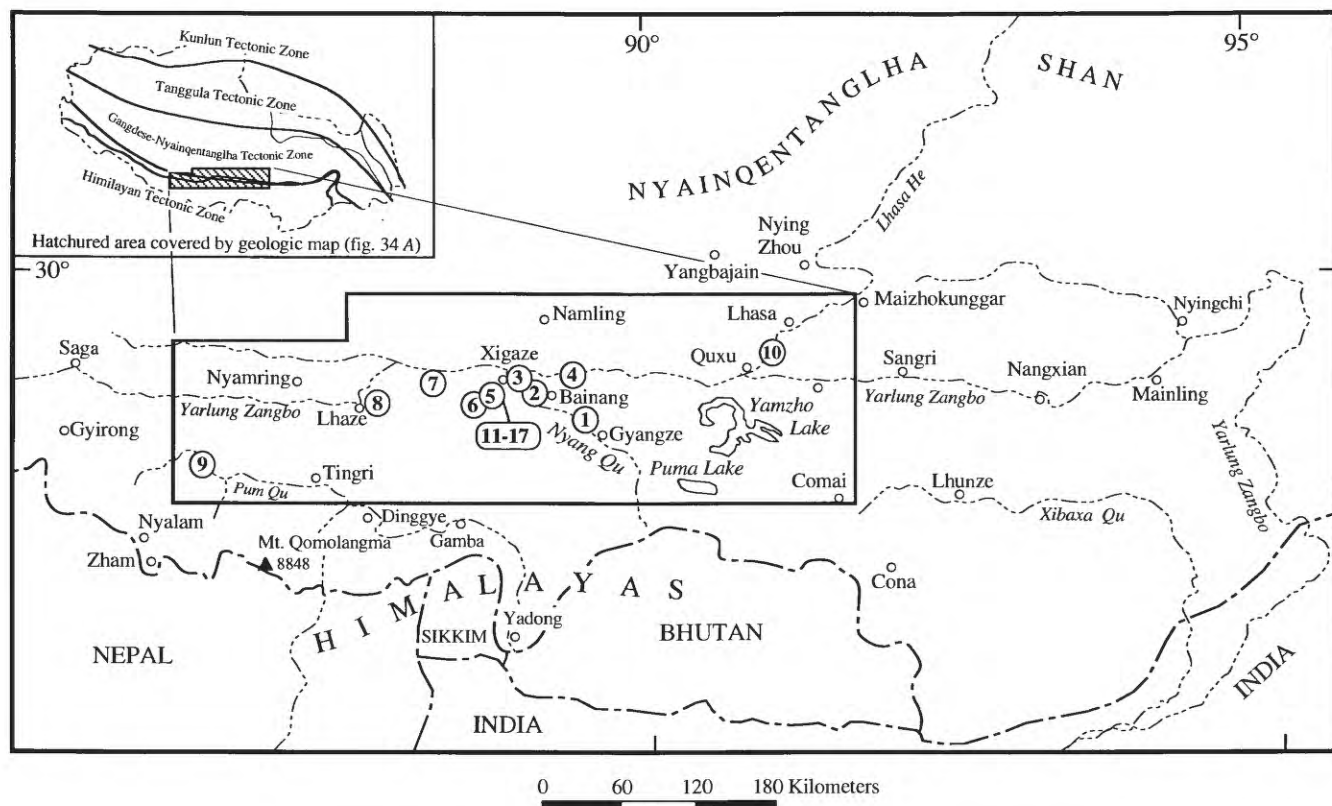 Kunlun Tectonic Zone
Tanggula Tectonic Zone
Gangdese-Nyainqentanglha Tectonic Zone
Himilayan Tectonic Zone
Hatchured area covered by geologic map (fig. 34 A)
90°
95°
30°
NYAINQENTANGLHA
SHAN
Lhasa He
Nying
Zhou
Yangbajain
Maizhokunggar
Nyingchi
Namling
Lhasa
Saga
Xigaze
Quxu
10
Sangri
Nangxian
Nyamring
7
3
4
Yarlung Zangbo
Lhaze
8
6
5
2
Bainang
Yamzho
Lake
Yarlung Zangbo
Mainling
Gyirong
11-17
1
Gyangze
Nyang Qu
Yarlung Zangbo
9
Tingri
Pum Qu
Puma Lake
Comai
Lhunze
Xibaxa Qu
Nyalam
Dinggye
Gamba
Zham
Mt. Qomolangma
8848
Cona
HIMALAYAS
Yadong
SIKKIM
BHUTAN
NEPAL
INDIA
INDIA
0 60 120 180 Kilometers